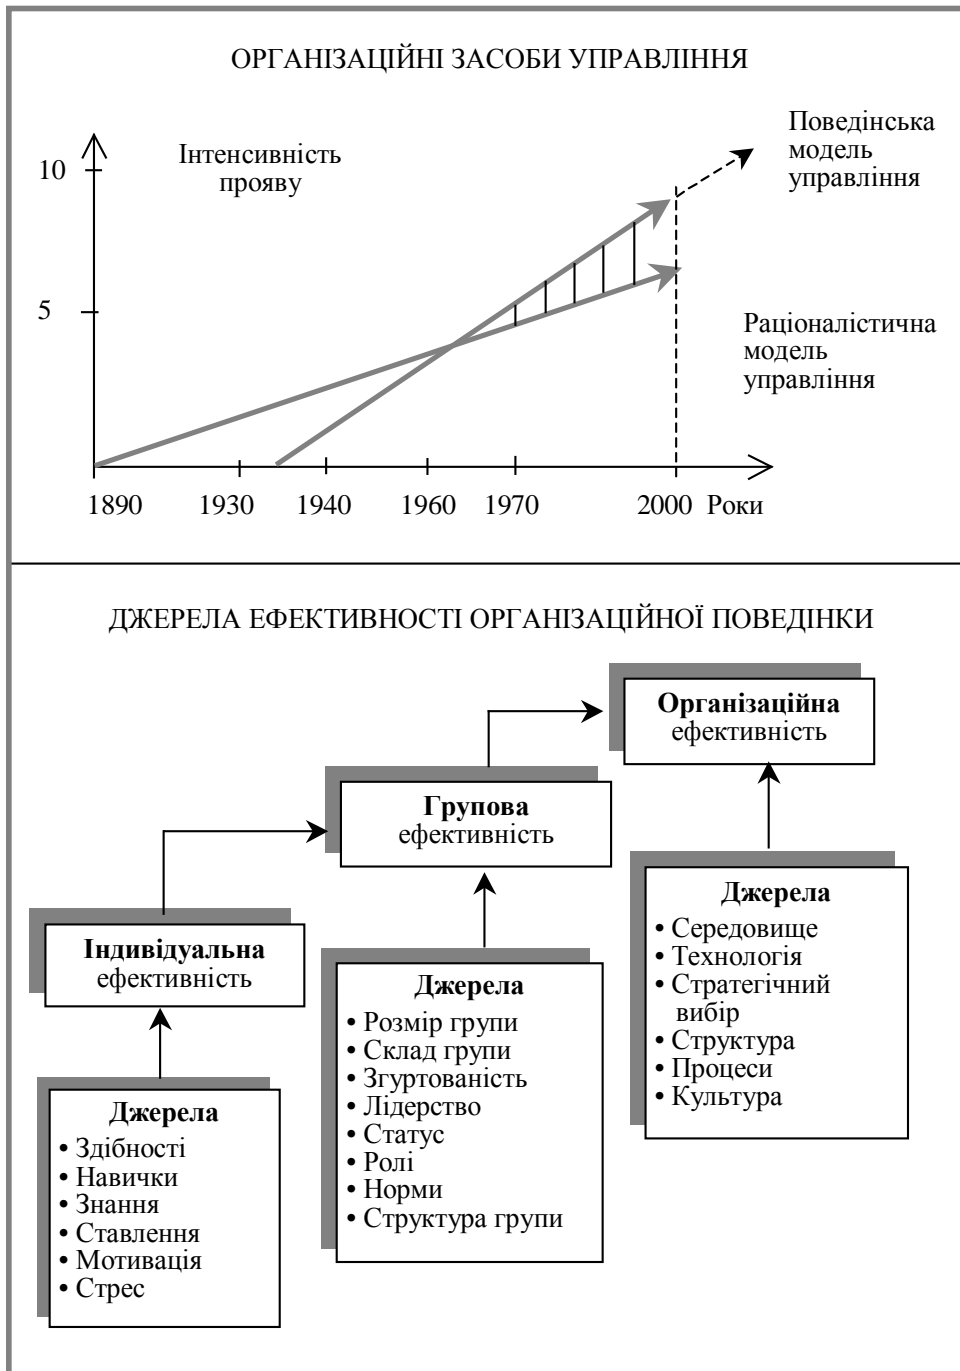 ОРГАНІЗАЦІЙНІ ЗАСОБИ УПРАВЛІННЯ
Інтенсивність
прояву
Поведінська
модель
управління
10
5
Раціоналістична
модель
управління
1890
1930
1940
1960
1970
2000
Роки
ДЖЕРЕЛА ЕФЕКТИВНОСТІ ОРГАНІЗАЦІЙНОЇ ПОВЕДІНКИ
Організаційна
ефективність
Групова
ефективність
Індивідуальна
ефективність
Джерела
• Здібності
• Навички
• Знання
• Ставлення
• Мотивація
• Стрес
Джерела
• Розмір групи
• Склад групи
• Згуртованість
• Лідерство
• Статус
• Ролі
• Норми
• Структура групи
Джерела
• Середовище
• Технологія
• Стратегічний
вибір
• Структура
• Процеси
• Культура